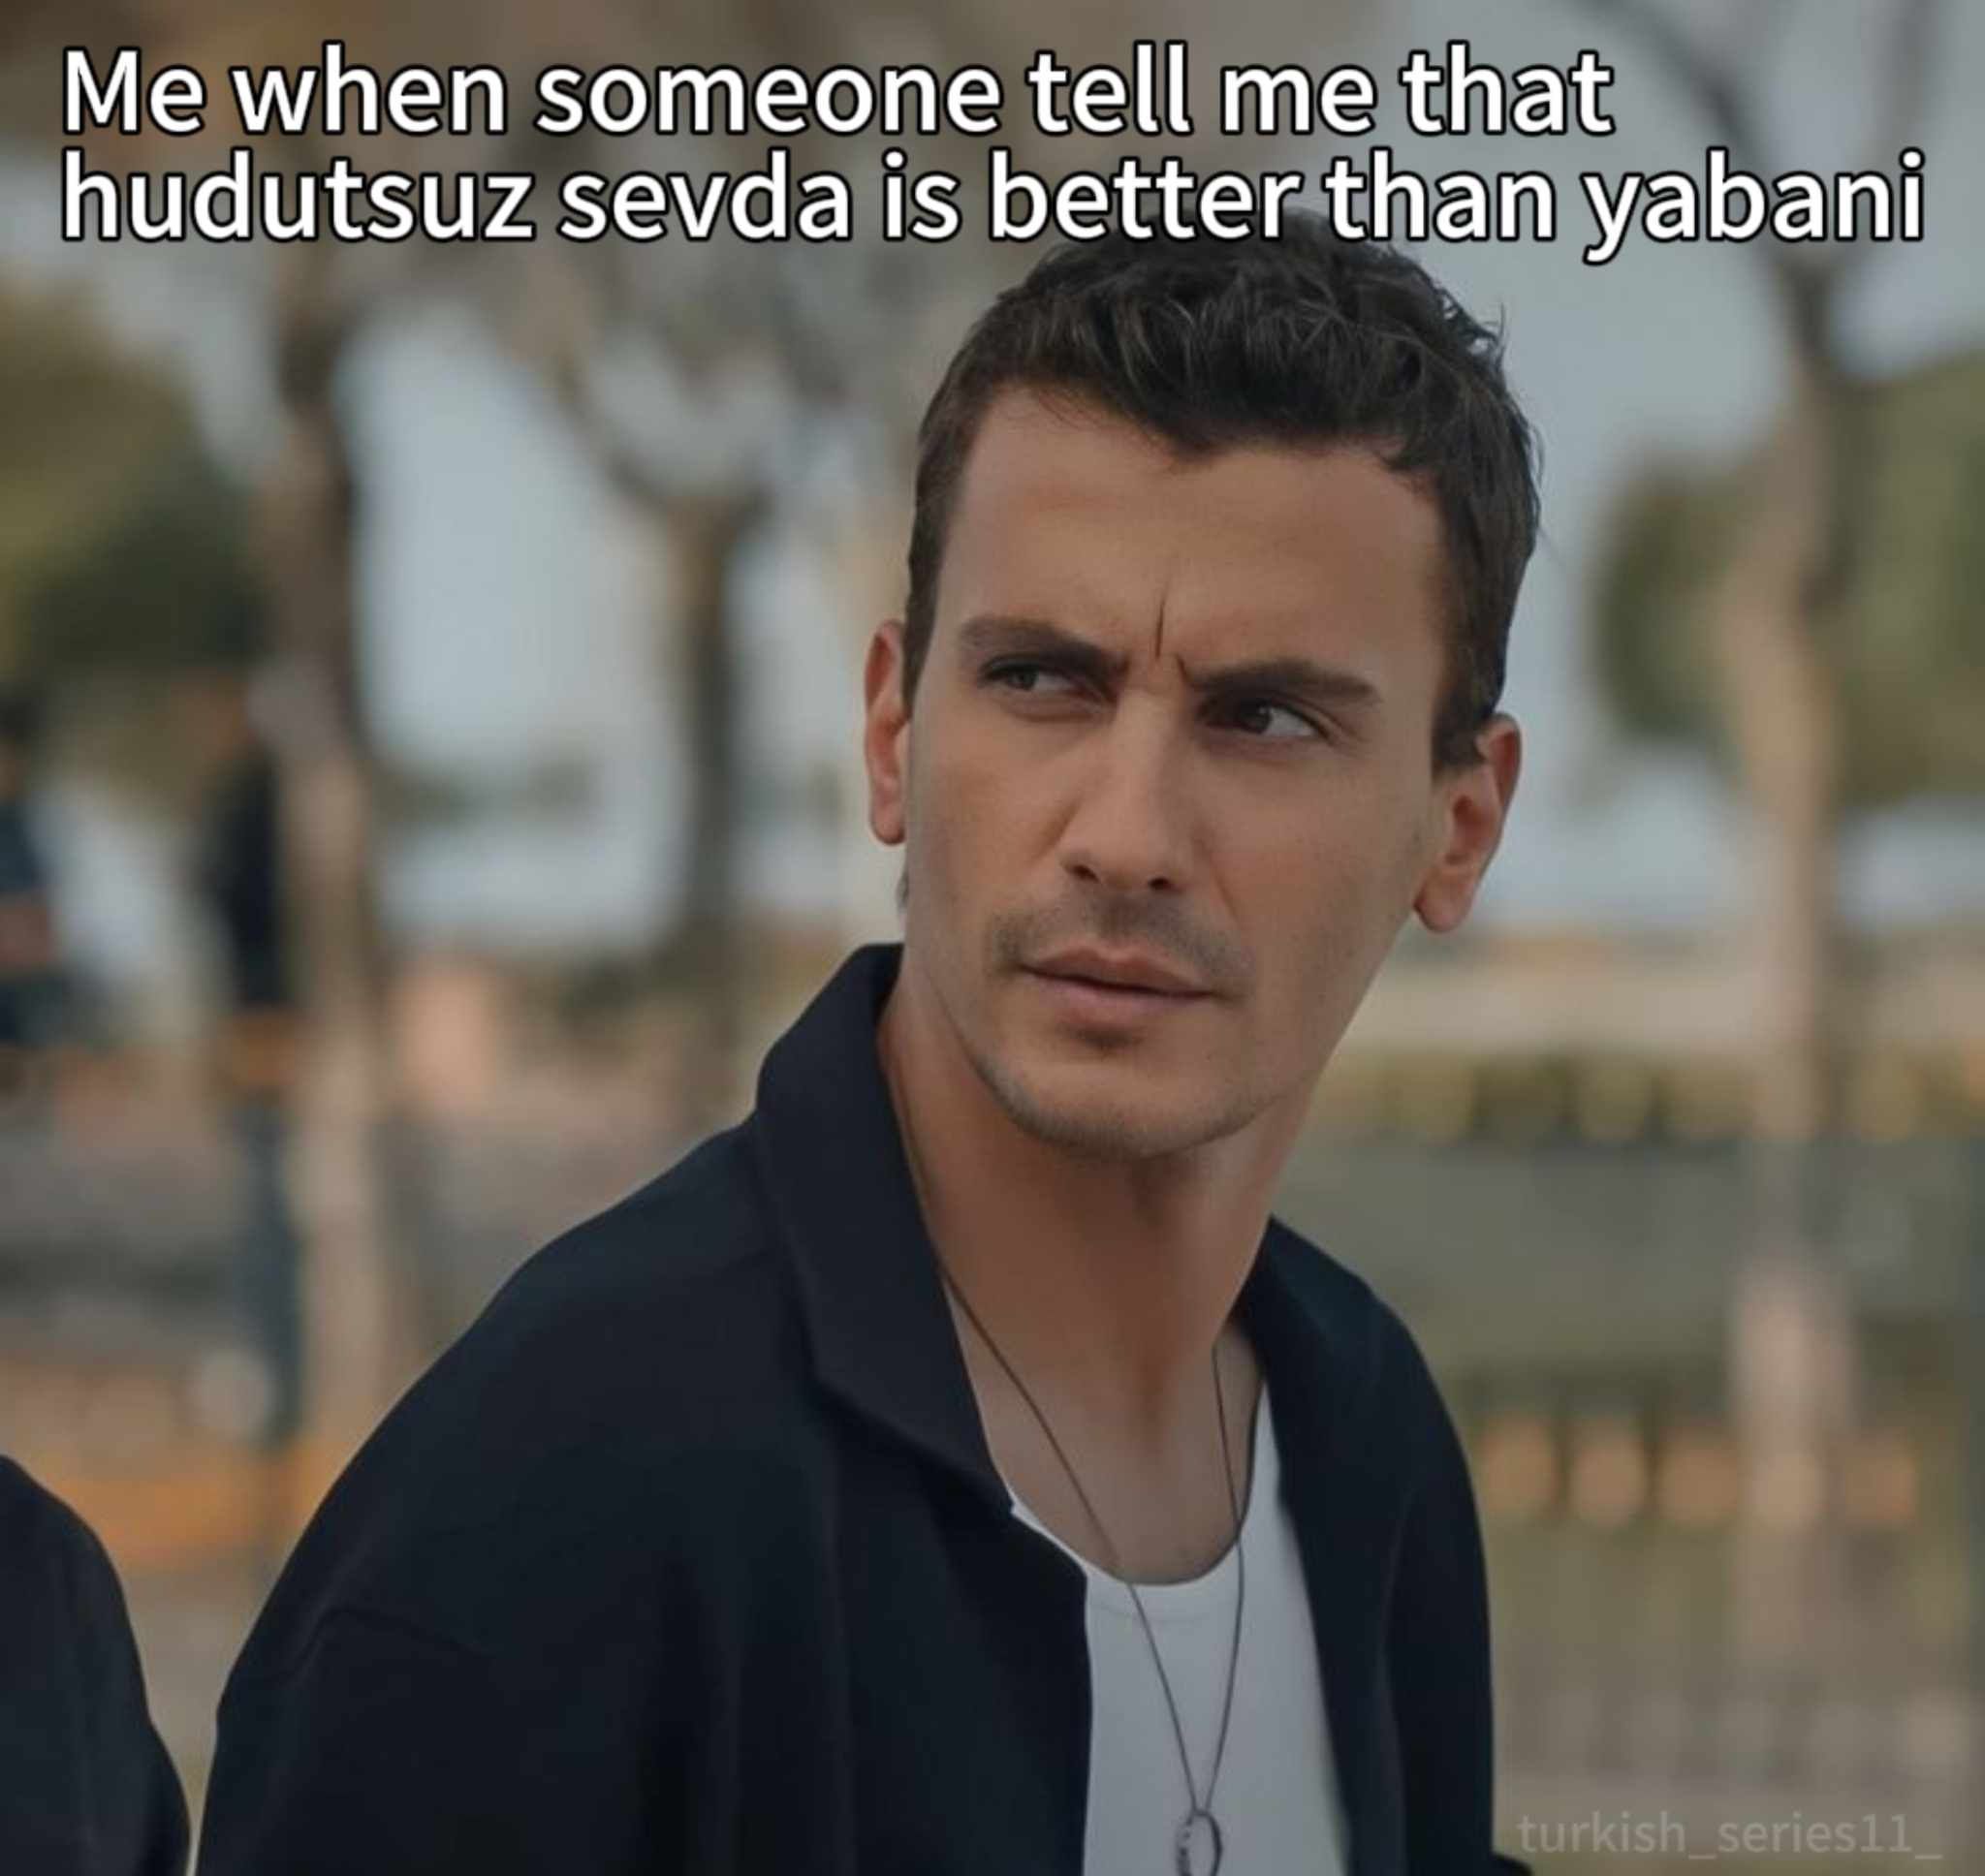 Me when someone tell me that
hudutsuz sevda is better than yabani
turkish_series11_